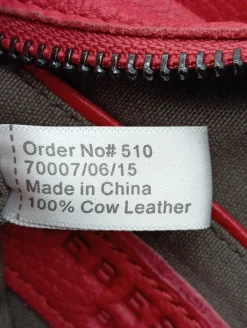 Order No# 510
70007/06/15
Made in China
100% Cow Leather